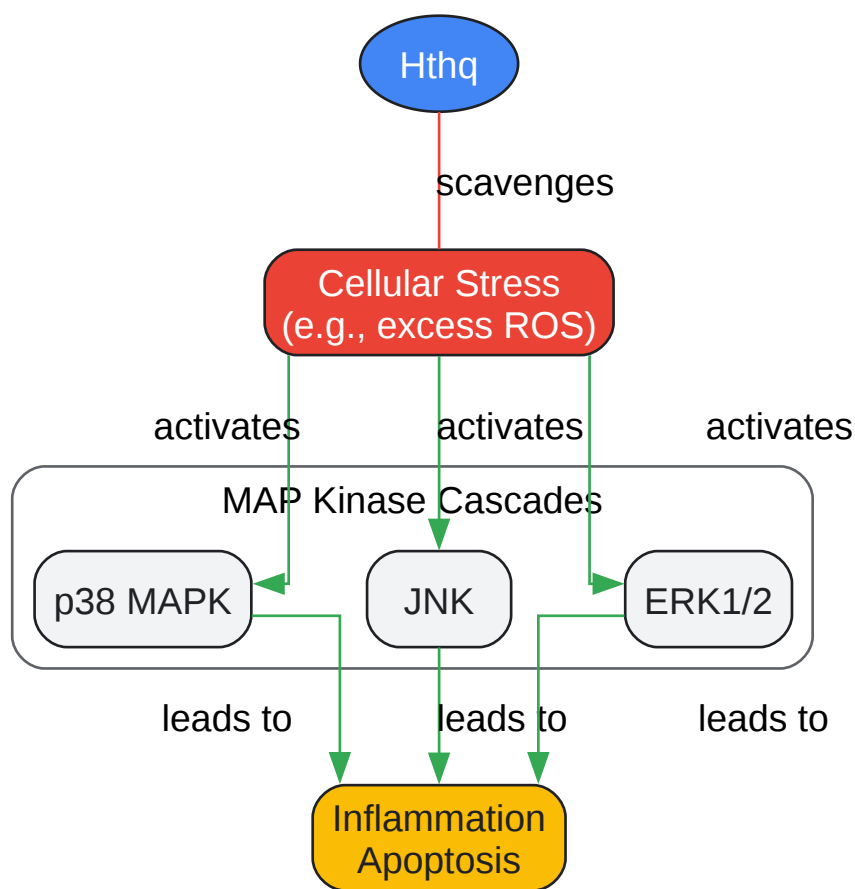 Hthq
scavenges
Cellular Stress
(e.g., excess ROS)
activates
activates
activates
MAP Kinase Cascades
p38 MAPK
JNK
ERK1/2
leads to
leads to
leads to
Inflammation
Apoptosis